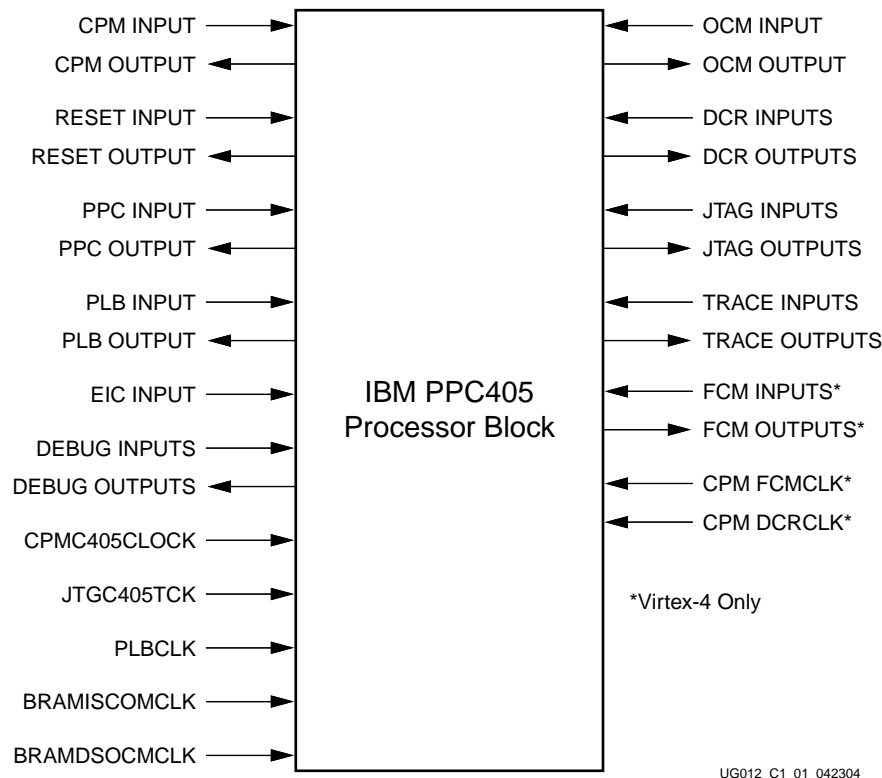 CPM INPUT
CPM OUTPUT
RESET INPUT
RESET OUTPUT
PPC INPUT
PPC OUTPUT
PLB INPUT
PLB OUTPUT
EIC INPUT
DEBUG INPUTS
DEBUG OUTPUTS
CPMC405CLOCK
JTGC405TCK
PLBCLK
BRAMISCOMCLK
BRAMDSOCMCLK
IBM PPC405
Processor Block
OCM INPUT
OCM OUTPUT
DCR INPUTS
DCR OUTPUTS
JTAG INPUTS
JTAG OUTPUTS
TRACE INPUTS
TRACE OUTPUTS
FCM INPUTS*
FCM OUTPUTS*
CPM FCMCLK*
CPM DCRCLK*
*Virtex-4 Only
UG012_C1_01_042304